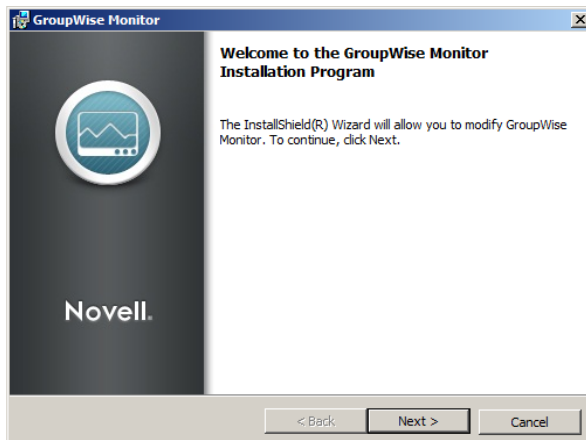 GroupWise Monitor
Welcome to the GroupWise Monitor
Installation Program
The InstallShield(R) Wizard will allow you to modify GroupWise
Monitor. To continue, click Next.
Novell.
< Back
Next >
Cancel